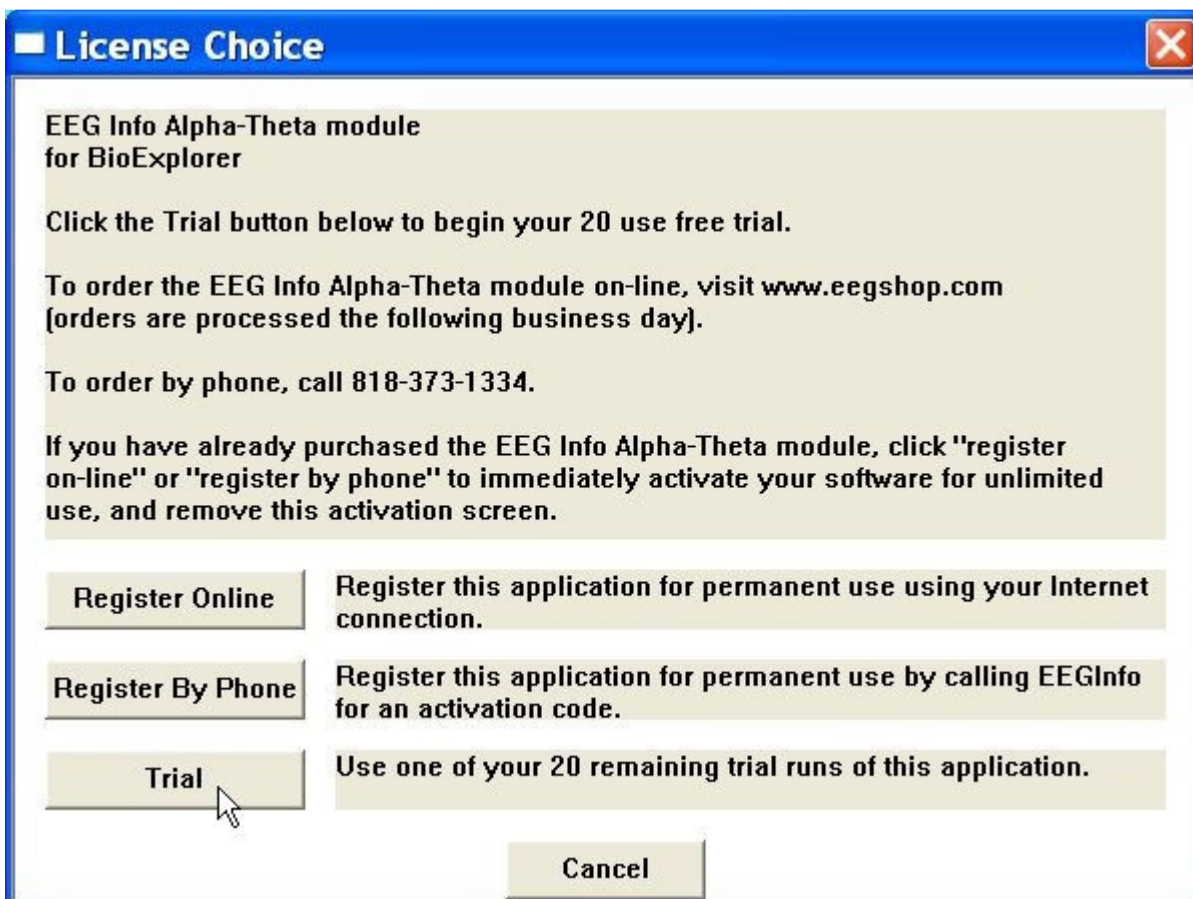 License Choice
EEG Info Alpha-Theta module
for BioExplorer
Click the Trial button below to begin your 20 use free trial.
To order the EEG Info Alpha-Theta module on-line, visit www.eegshop.com
(orders are processed the following business day).
To order by phone, call 818-373-1334.
If you have already purchased the EEG Info Alpha-Theta module, click "register
on-line" or "register by phone" to immediately activate your software for unlimited
use, and remove this activation screen.
Register Online
Register this application for permanent use using your Internet
connection.
Register By Phone
Register this application for permanent use by calling EEGInfo
for an activation code.
Trial
Use one of your 20 remaining trial runs of this application.
Cancel